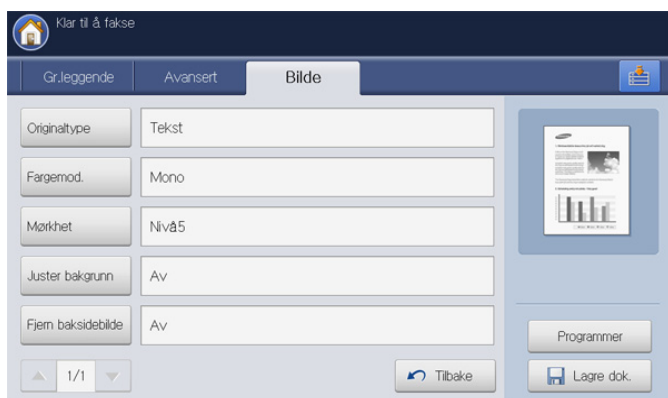 Klar til å fakse
Gr.leggende
Avansert
Bilde
Originaltype
Tekst
Fargemod.
Mono
Mørkhet
Nivå5
Juster bakgrunn
Av
Fjern baksidebilde
Av
Programmer
1/1
Tilbake
Lagre dok.